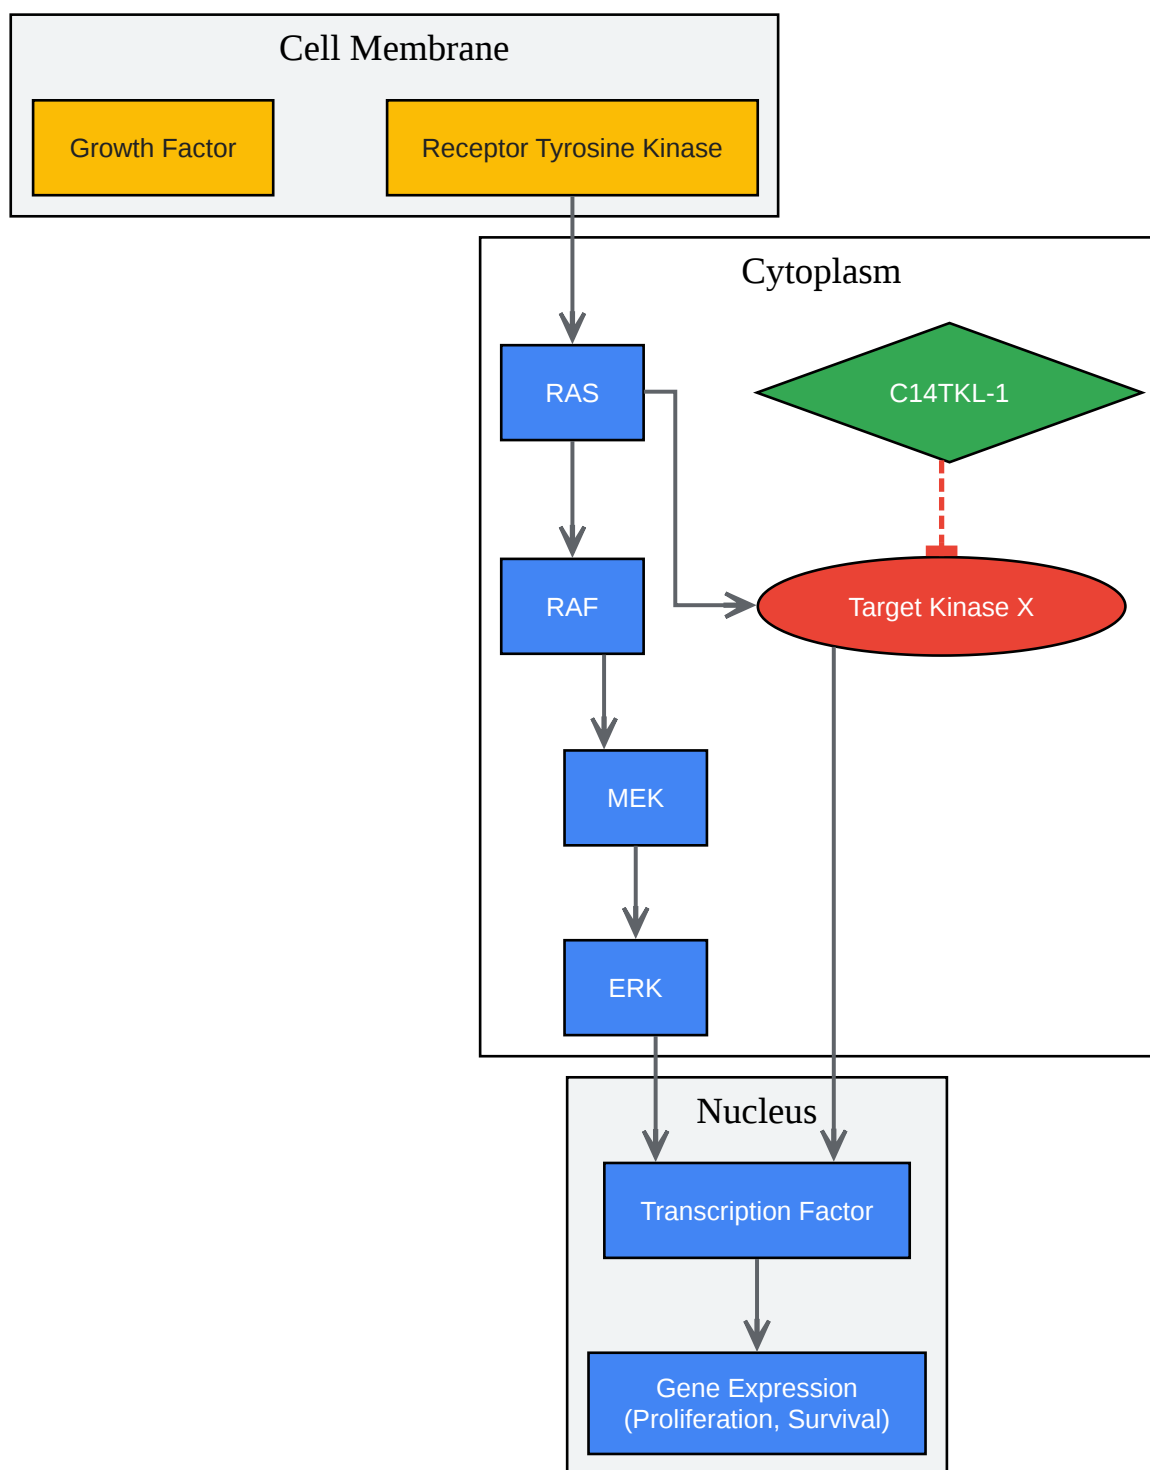 Cell Membrane
Growth Factor
Receptor Tyrosine Kinase
Cytoplasm
RAS
C14TKL-1
RAF
Target Kinase X
MEK
ERK
Nucleus
Transcription Factor
Gene Expression
(Proliferation, Survival)